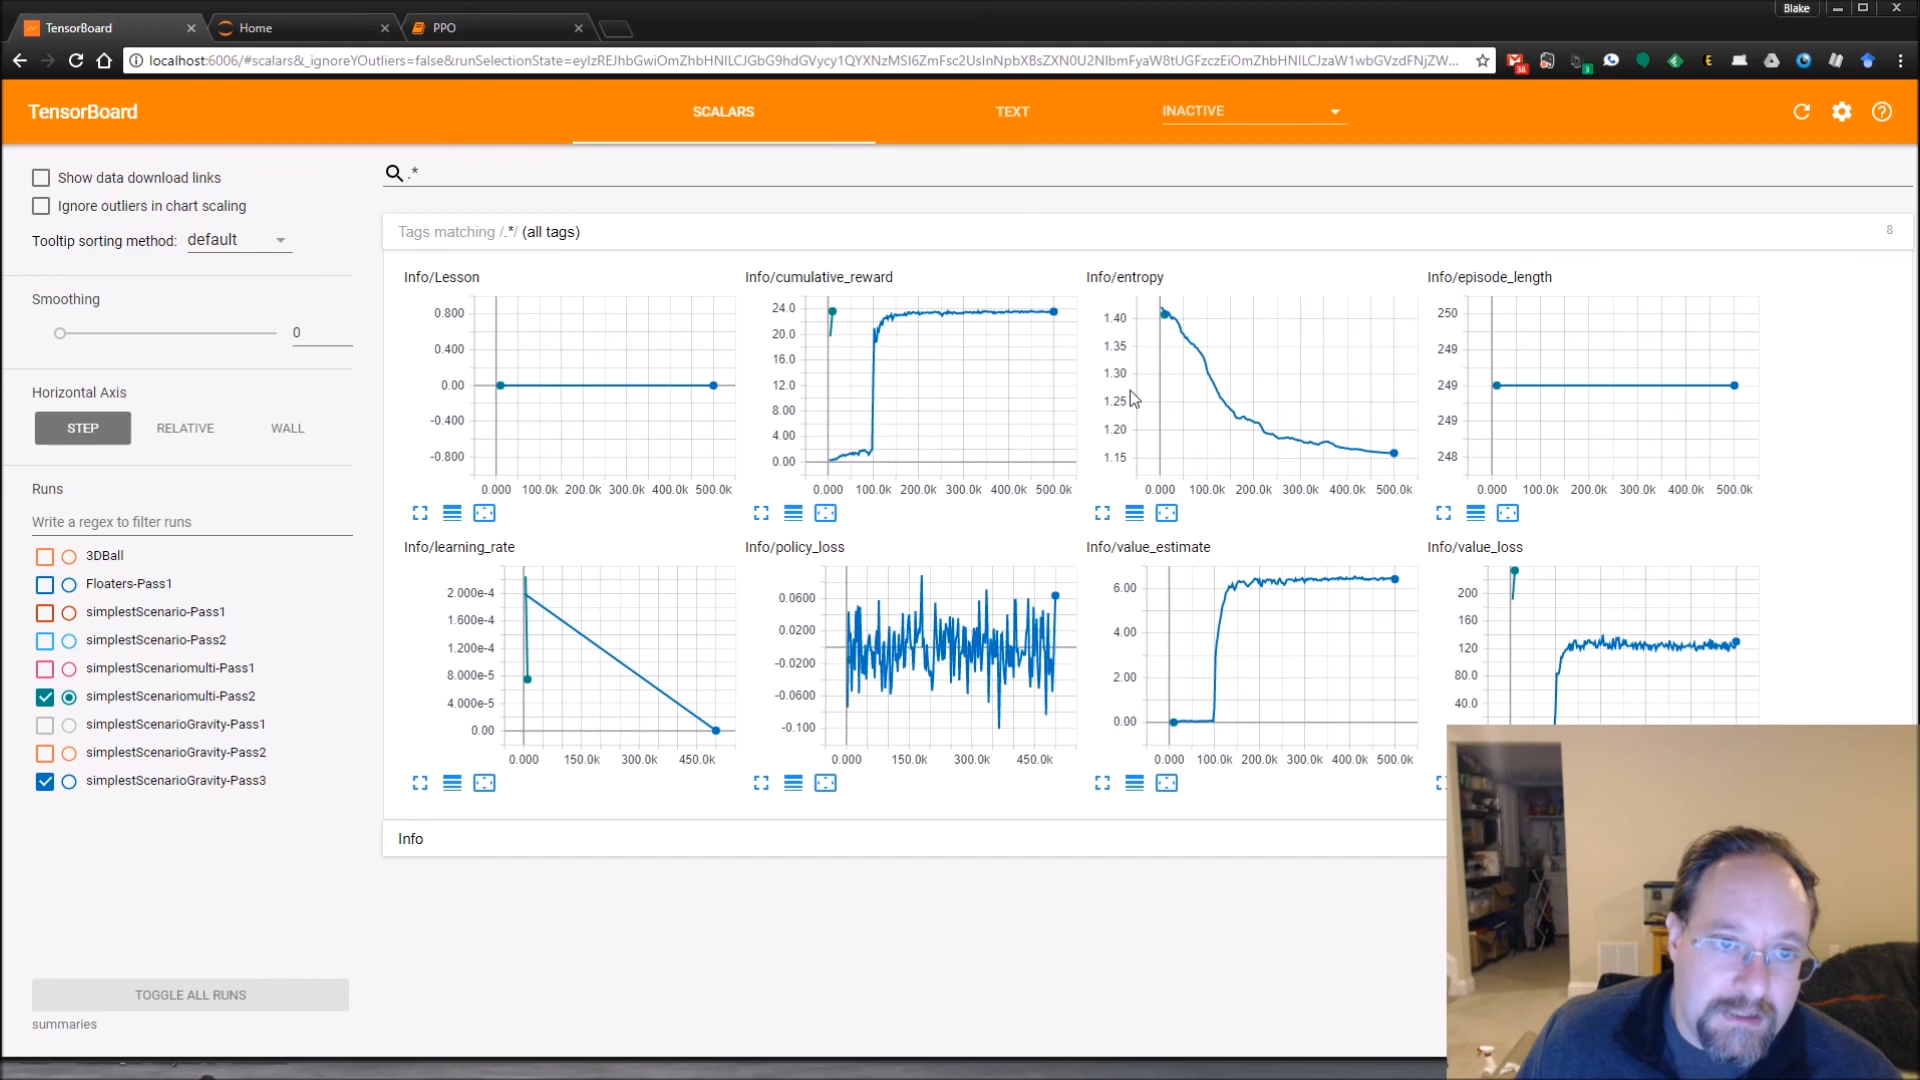 Blake
TensorBoard
Home
PPO
localhost:6006/#scalars&_ignoreYOutliers=false&runSelectionState=
38
3
TensorBoard
SCALARS
TEXT
INACTIVE
Show data download links
Ignore outliers in chart scaling
Tooltip sorting method: default
Smoothing
0
Horizontal Axis
STEP
RELATIVE
WALL
Runs
Write a regex to filter runs
3DBall
Floaters-Pass1
simplestScenario-Pass1
simplestScenario-Pass2
simplestScenariomulti-Pass1
simplestScenariomulti-Pass2
simplestScenarioGravity-Pass1
simplestScenarioGravity-Pass2
simplestScenarioGravity-Pass3
TOGGLE ALL RUNS
summaries
.*
Tags matching /.*/ (all tags)
8
Info/Lesson
0.800
0.400
0.00
-0.400
-0.800
0.000 100.0k 200.0k 300.0k 400.0k 500.0k
Info/cumulative_reward
24.0
20.0
16.0
12.0
8.00
4.00
0.00
0.000 100.0k 200.0k 300.0k 400.0k 500.0k
Info/entropy
1.40
1.35
1.30
1.25
1.20
1.15
0.000 100.0k 200.0k 300.0k 400.0k 500.0k
Info/episode_length
250
249
249
249
248
0.000 100.0k 200.0k 300.0k 400.0k 500.0k
Info/learning_rate
2.000e-4
1.600e-4
1.200e-4
8.000e-5
4.000e-5
0.00
0.000 150.0k 300.0k 450.0k
Info/policy_loss
0.0600
0.0200
-0.0200
-0.0600
-0.100
0.000 150.0k 300.0k 450.0k
Info/value_estimate
6.00
4.00
2.00
0.00
0.000 100.0k 200.0k 300.0k 400.0k 500.0k
Info/value_loss
200
160
120
80.0
40.0
Info